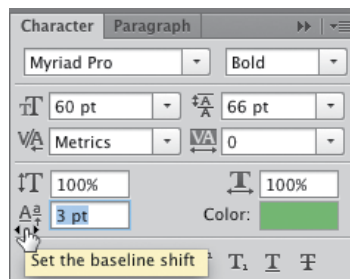 Character Paragraph
Myriad Pro Bold
60 pt 66 pt
Metrics 0
100% 100%
3 pt Color:
Set the baseline shift